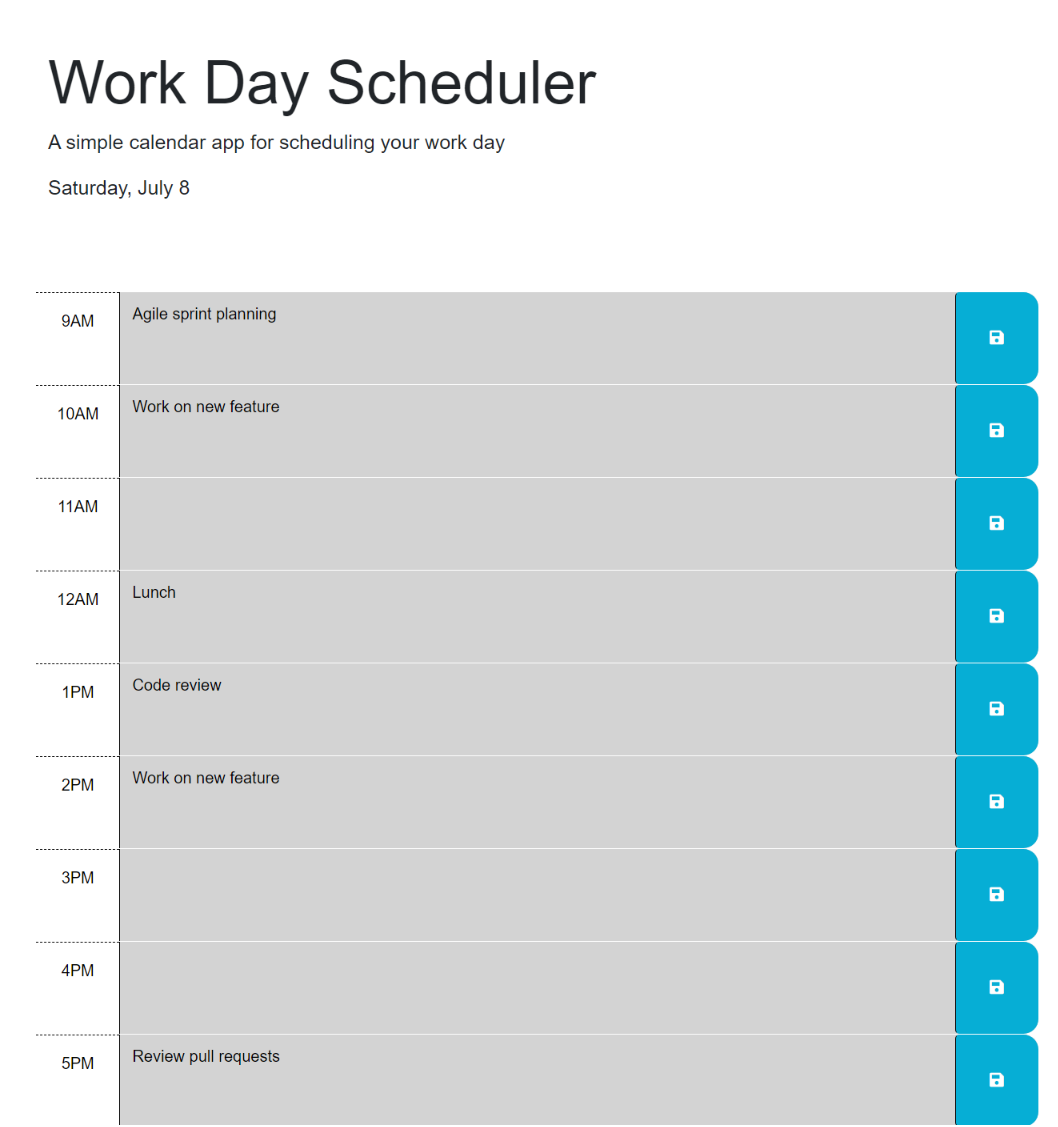 Work Day Scheduler
A simple calendar app for scheduling your work day
Saturday, July 8
9AM Agile sprint planning
10AM Work on new feature
11AM
12AM Lunch
1PM Code review
2PM Work on new feature
3PM
4PM
5PM Review pull requests